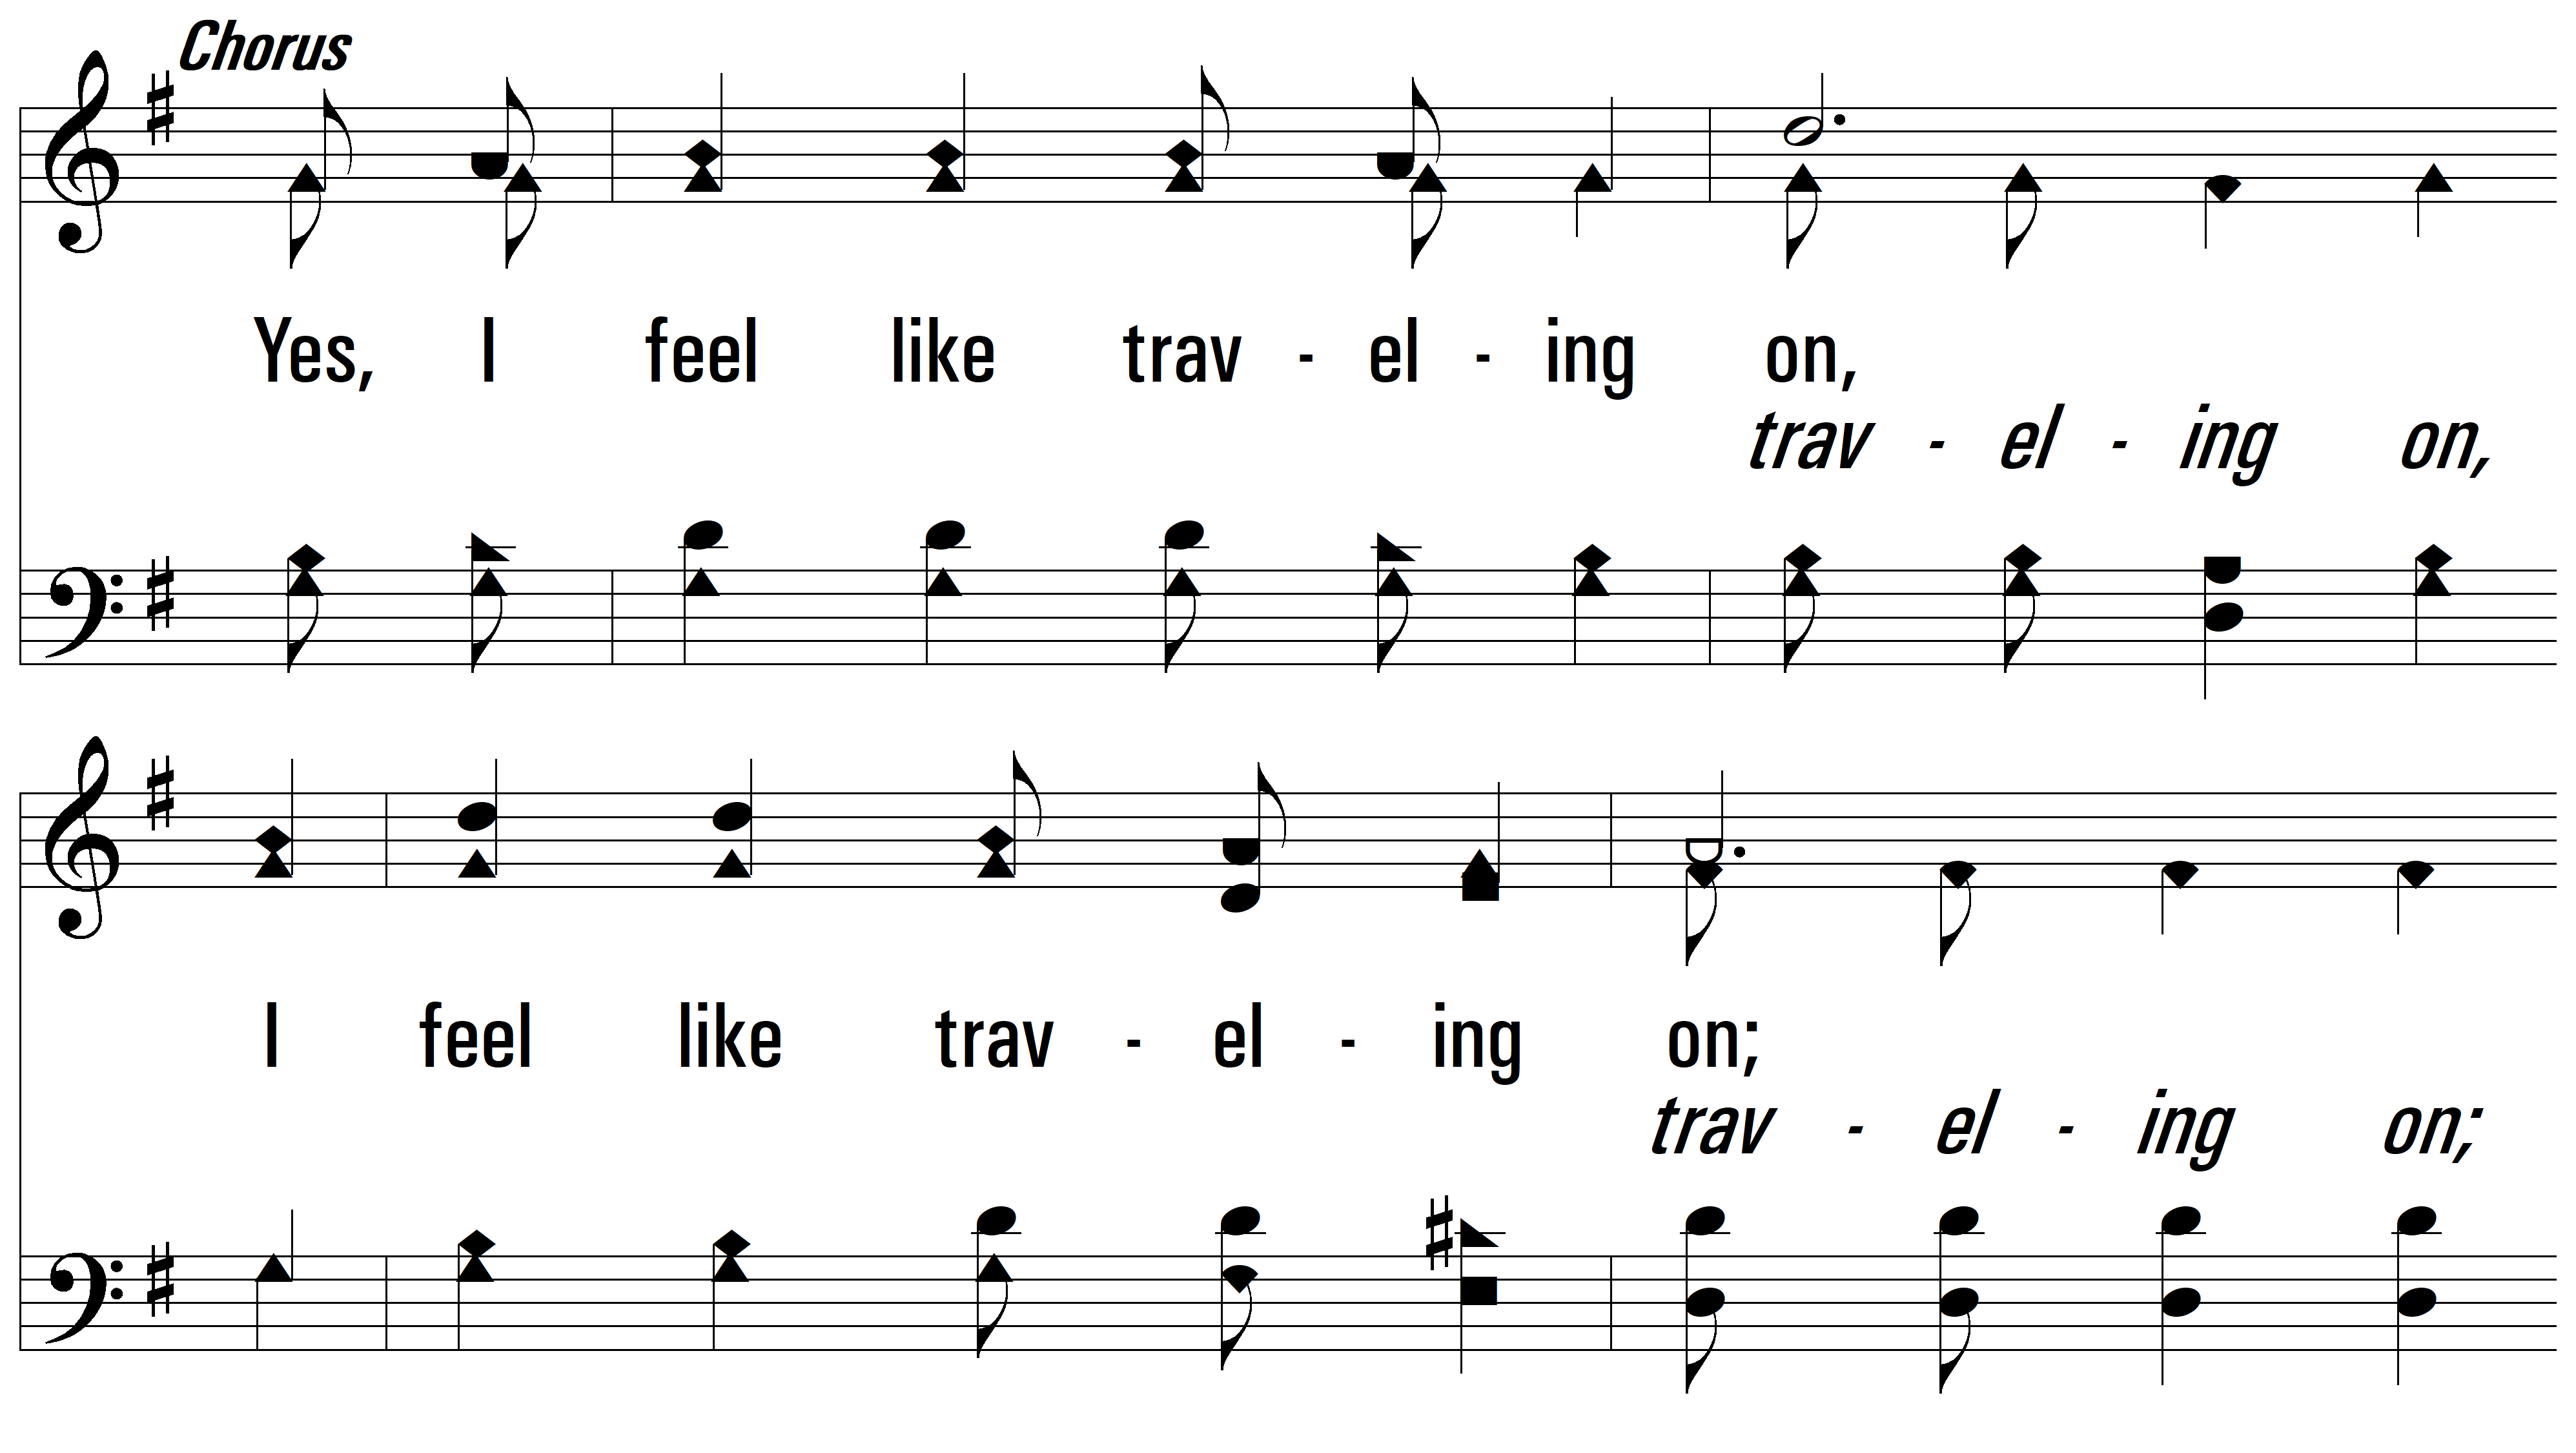 Chorus
Yes, I feel like trav - el - ing on,
trav - el - ing on,
I feel like trav - el - ing on;
trav - el - ing on;